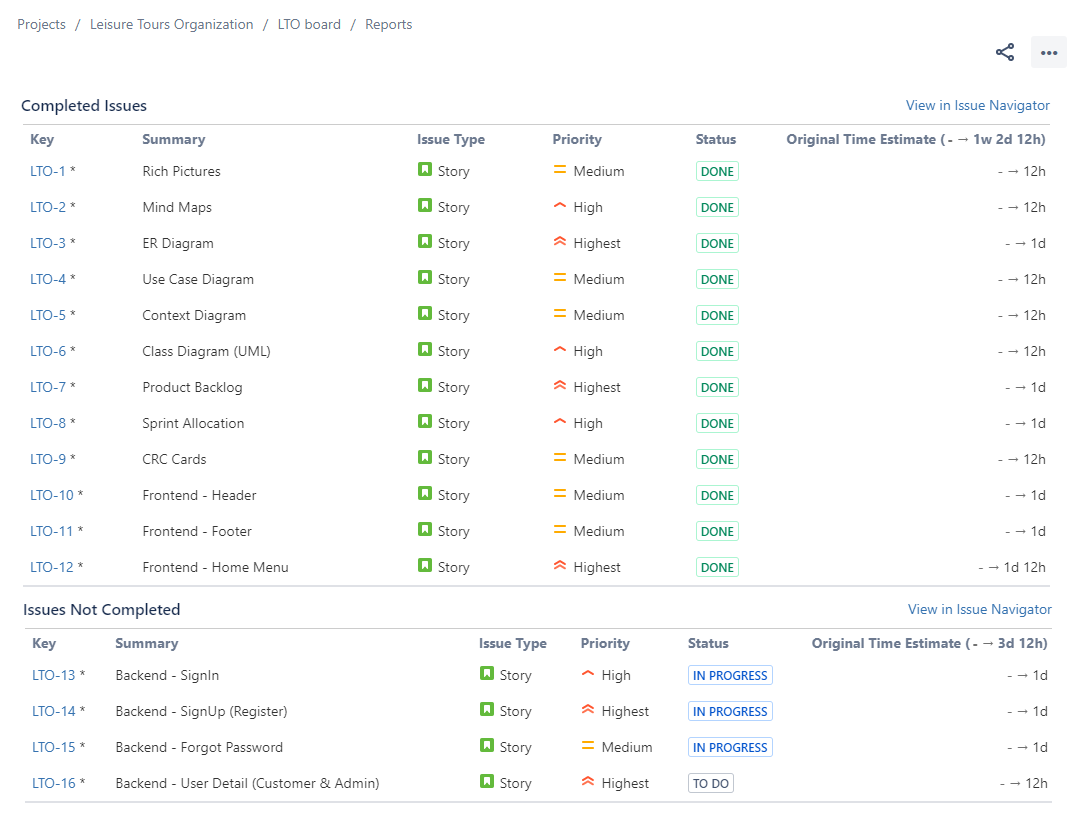 Projects / Leisure Tours Organization / LTO board / Reports
Completed Issues View in Issue Navigator
Key Summary Issue Type Priority Status Original Time Estimate ( - → 1w 2d 12h)
LTO-1 * Rich Pictures Story Medium DONE - → 12h
LTO-2 * Mind Maps Story High DONE - → 12h
LTO-3 * ER Diagram Story Highest DONE - → 1d
LTO-4 * Use Case Diagram Story Medium DONE - → 12h
LTO-5 * Context Diagram Story Medium DONE - → 12h
LTO-6 * Class Diagram (UML) Story High DONE - → 12h
LTO-7 * Product Backlog Story Highest DONE - → 1d
LTO-8 * Sprint Allocation Story High DONE - → 1d
LTO-9 * CRC Cards Story Medium DONE - → 12h
LTO-10 * Frontend - Header Story Medium DONE - → 1d
LTO-11 * Frontend - Footer Story Medium DONE - → 1d
LTO-12 * Frontend - Home Menu Story Highest DONE - → 1d 12h
Issues Not Completed View in Issue Navigator
Key Summary Issue Type Priority Status Original Time Estimate ( - → 3d 12h)
LTO-13 * Backend - SignIn Story High IN PROGRESS - → 1d
LTO-14 * Backend - SignUp (Register) Story Highest IN PROGRESS - → 1d
LTO-15 * Backend - Forgot Password Story Medium IN PROGRESS - → 1d
LTO-16 * Backend - User Detail (Customer & Admin) Story Highest TO DO - → 12h